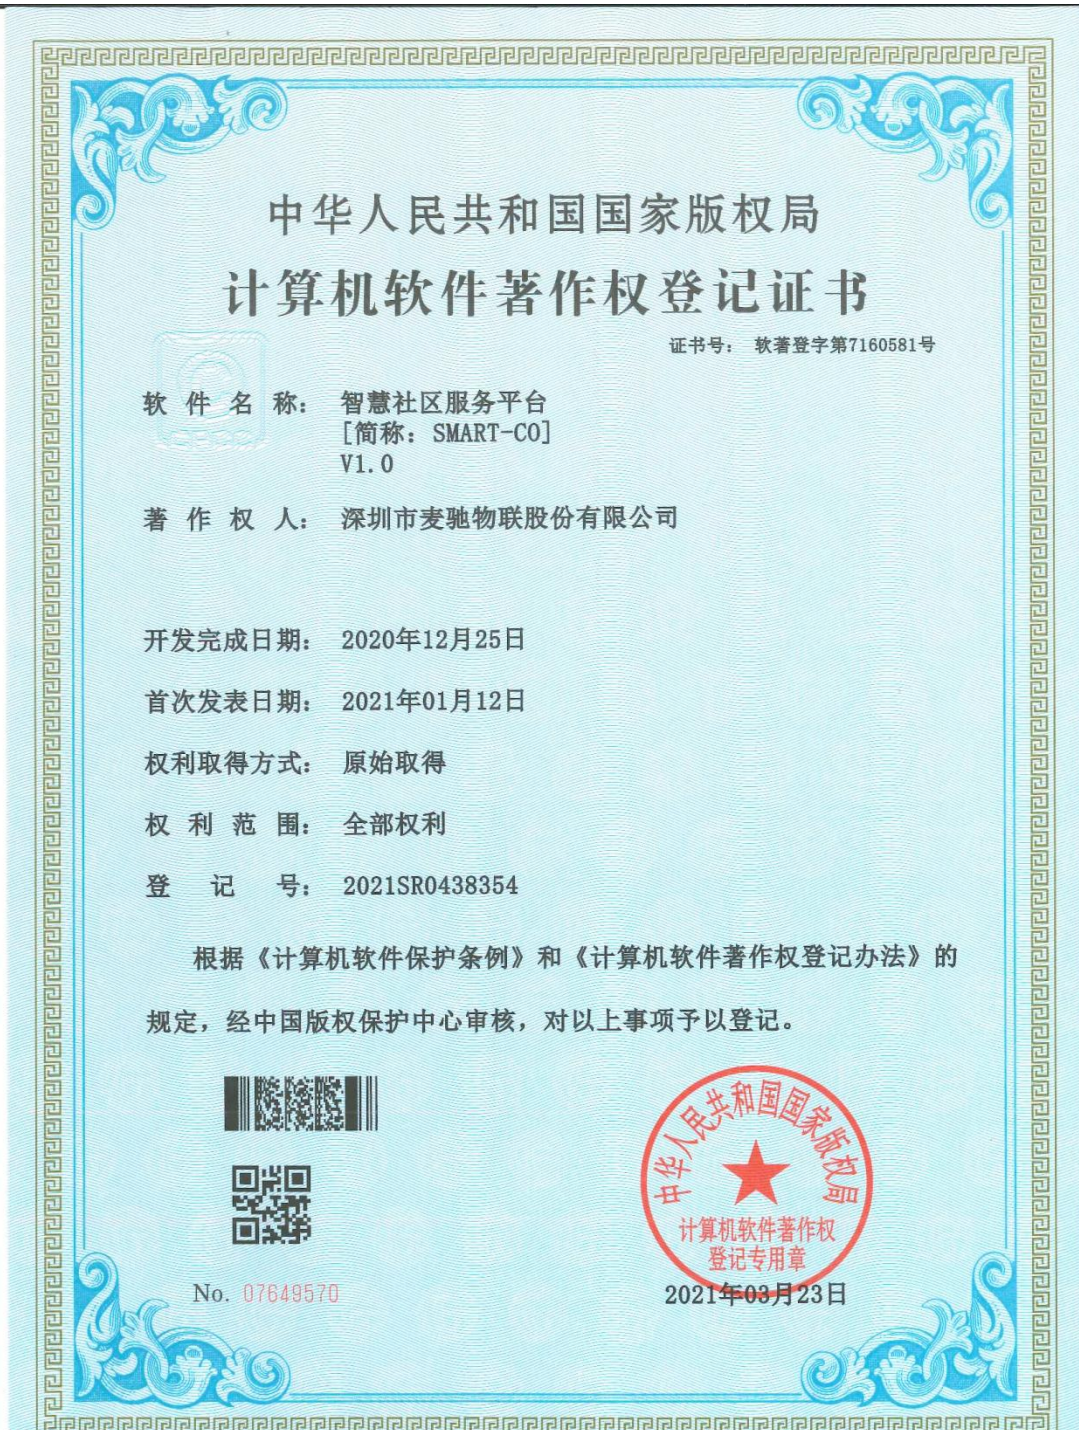 中华人民共和国国家版权局
计算机软件著作权登记证书
证书号： 软著登字第7160581号
软件名称： 智慧社区服务平台
[简称：SMART-CO]
V1.0
著作权人： 深圳市麦驰物联股份有限公司
开发完成日期： 2020年12月25日
首次发表日期： 2021年01月12日
权利取得方式： 原始取得
权利范围： 全部权利
登记号： 2021SR0438354
根据《计算机软件保护条例》和《计算机软件著作权登记办法》的
规定，经中国版权保护中心审核，对以上事项予以登记。
中华人民共和国国家版权局
计算机软件著作权
登记专用章
No. 07649570
2021年03月23日